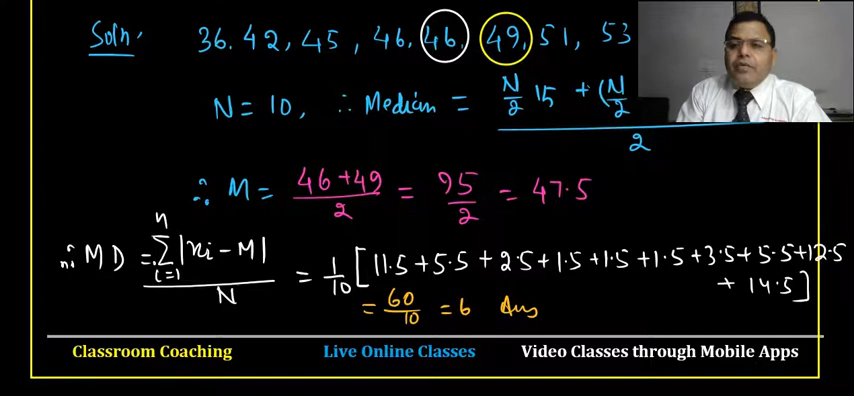 Soln. 36. 42, 45, 46, 46, 49, 51, 53
N = 10, ∴ Median = (N/2 15 + (N/2 / 2
∴ M = 46+49/2 = 95/2 = 47.5
∴ MD = n∑i=1 |xi - M| / N = 1/10 [11.5 + 5.5 + 2.5 + 1.5 + 1.5 + 1.5 + 3.5 + 5.5 + 12.5
+ 14.5]
= 60/10 = 6 Ans
Classroom Coaching Live Online Classes Video Classes through Mobile Apps